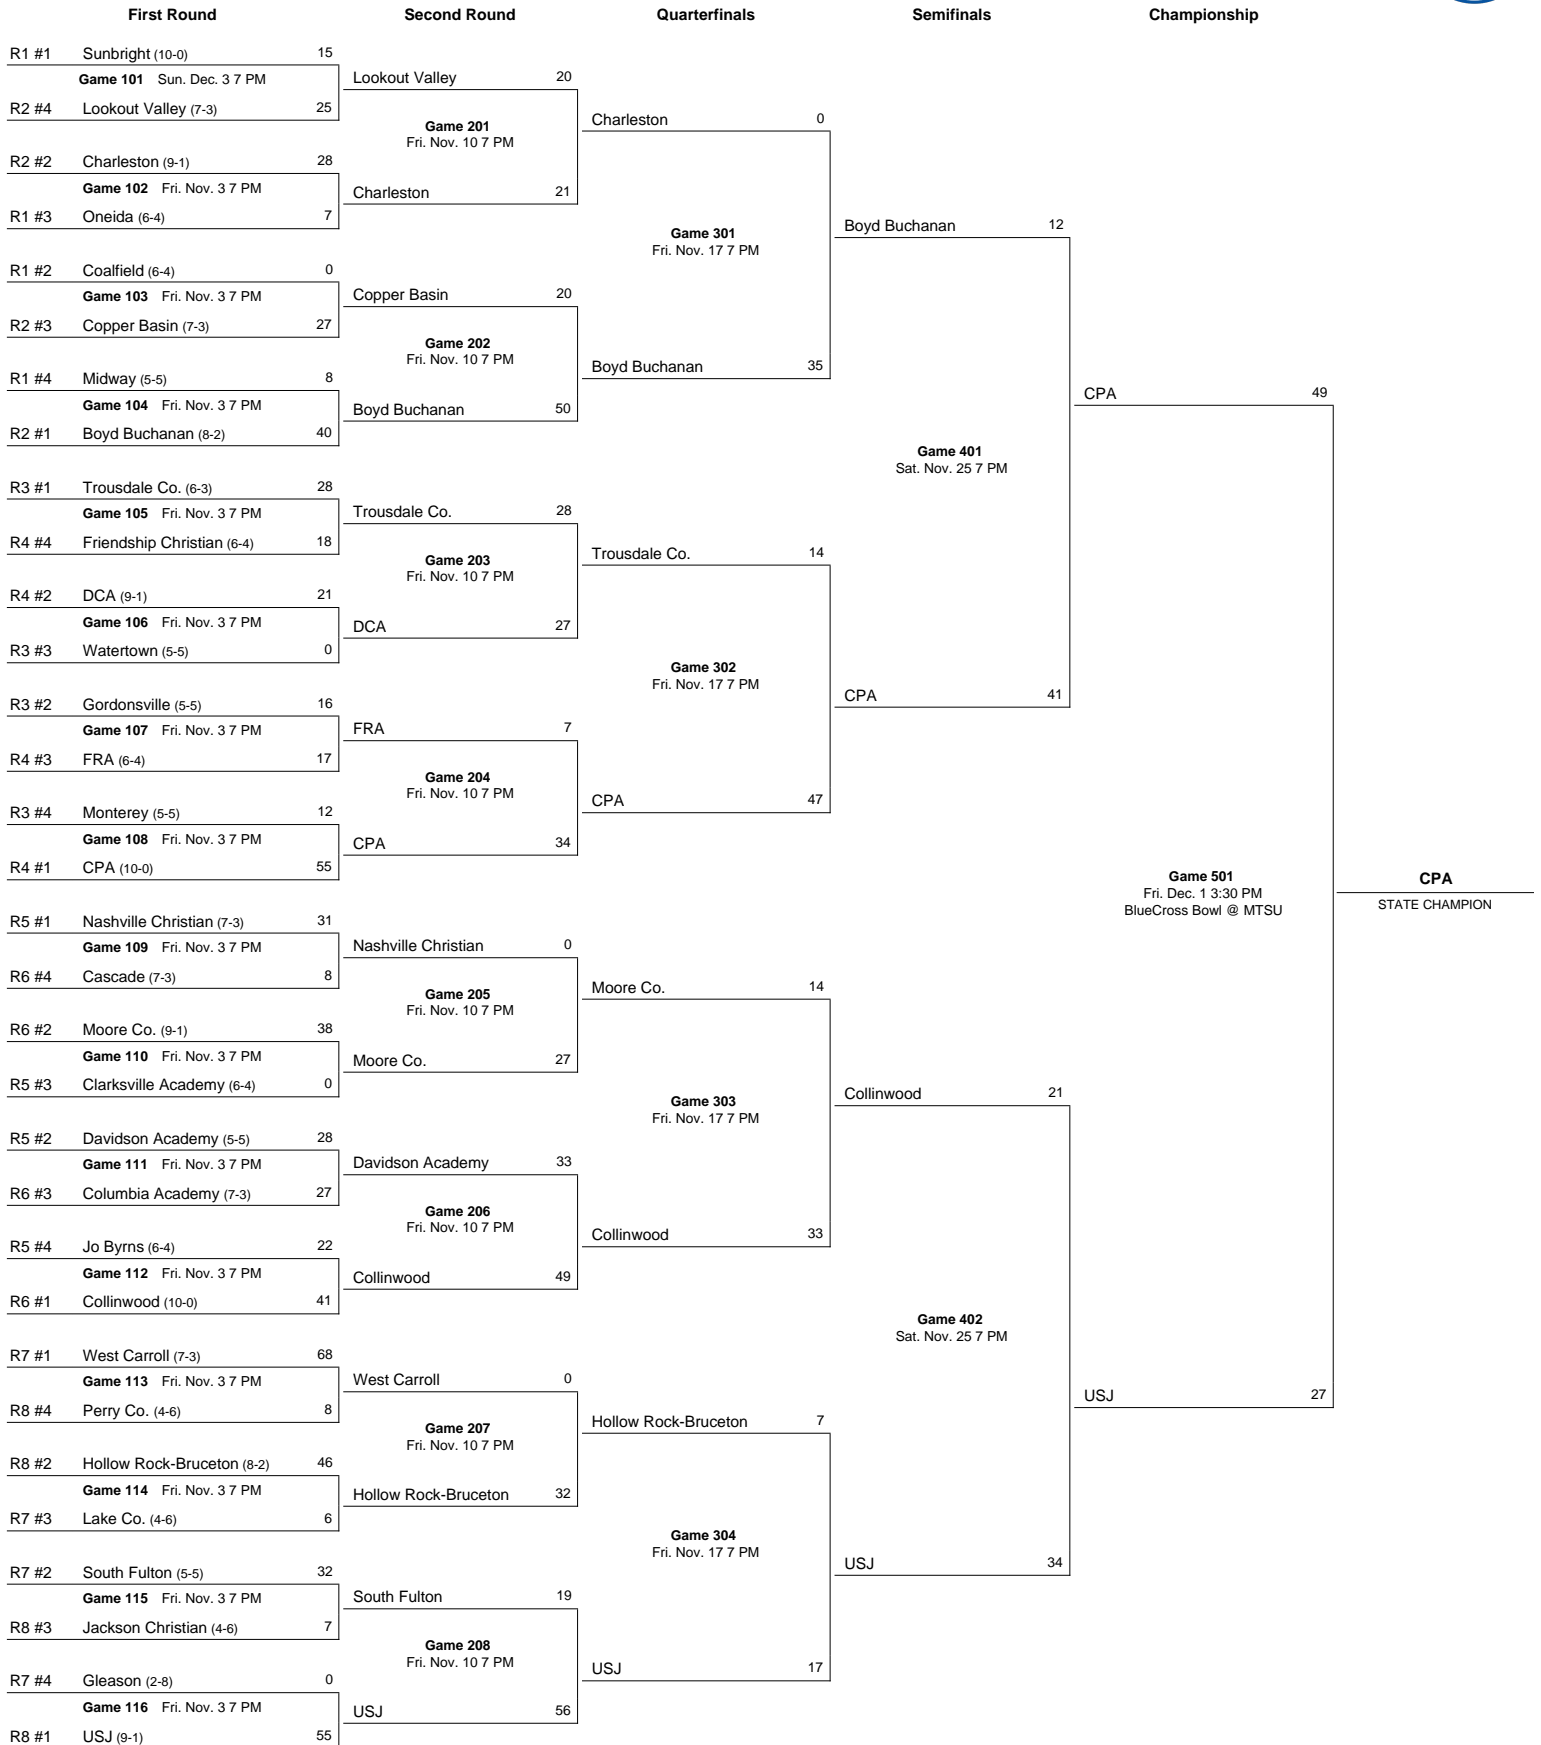 First Round Second Round Quarterfinals Semifinals Championship
R1 #1 Sunbright (10-0) 15
Game 101 Sun. Dec. 3 7 PM
R2 #4 Lookout Valley (7-3) 25
R2 #2 Charleston (9-1) 28
Game 102 Fri. Nov. 3 7 PM
R1 #3 Oneida (6-4) 7
R1 #2 Coalfield (6-4) 0
Game 103 Fri. Nov. 3 7 PM
R2 #3 Copper Basin (7-3) 27
R1 #4 Midway (5-5) 8
Game 104 Fri. Nov. 3 7 PM
R2 #1 Boyd Buchanan (8-2) 40
R3 #1 Trousdale Co. (6-3) 28
Game 105 Fri. Nov. 3 7 PM
R4 #4 Friendship Christian (6-4) 18
R4 #2 DCA (9-1) 21
Game 106 Fri. Nov. 3 7 PM
R3 #3 Watertown (5-5) 0
R3 #2 Gordonsville (5-5) 16
Game 107 Fri. Nov. 3 7 PM
R4 #3 FRA (6-4) 17
R3 #4 Monterey (5-5) 12
Game 108 Fri. Nov. 3 7 PM
R4 #1 CPA (10-0) 55
R5 #1 Nashville Christian (7-3) 31
Game 109 Fri. Nov. 3 7 PM
R6 #4 Cascade (7-3) 8
R6 #2 Moore Co. (9-1) 38
Game 110 Fri. Nov. 3 7 PM
R5 #3 Clarksville Academy (6-4) 0
R5 #2 Davidson Academy (5-5) 28
Game 111 Fri. Nov. 3 7 PM
R6 #3 Columbia Academy (7-3) 27
R5 #4 Jo Byrns (6-4) 22
Game 112 Fri. Nov. 3 7 PM
R6 #1 Collinwood (10-0) 41
R7 #1 West Carroll (7-3) 68
Game 113 Fri. Nov. 3 7 PM
R8 #4 Perry Co. (4-6) 8
R8 #2 Hollow Rock-Bruceton (8-2) 46
Game 114 Fri. Nov. 3 7 PM
R7 #3 Lake Co. (4-6) 6
R7 #2 South Fulton (5-5) 32
Game 115 Fri. Nov. 3 7 PM
R8 #3 Jackson Christian (4-6) 7
R7 #4 Gleason (2-8) 0
Game 116 Fri. Nov. 3 7 PM
R8 #1 USJ (9-1) 55
Lookout Valley 20
Game 201
Fri. Nov. 10 7 PM
Charleston 21
Copper Basin 20
Game 202
Fri. Nov. 10 7 PM
Boyd Buchanan 50
Trousdale Co. 28
Game 203
Fri. Nov. 10 7 PM
DCA 27
FRA 7
Game 204
Fri. Nov. 10 7 PM
CPA 34
Nashville Christian 0
Game 205
Fri. Nov. 10 7 PM
Moore Co. 27
Davidson Academy 33
Game 206
Fri. Nov. 10 7 PM
Collinwood 49
West Carroll 0
Game 207
Fri. Nov. 10 7 PM
Hollow Rock-Bruceton 32
South Fulton 19
Game 208
Fri. Nov. 10 7 PM
USJ 56
Charleston 0
Game 301
Fri. Nov. 17 7 PM
Boyd Buchanan 35
Trousdale Co. 14
Game 302
Fri. Nov. 17 7 PM
CPA 47
Moore Co. 14
Game 303
Fri. Nov. 17 7 PM
Collinwood 33
Hollow Rock-Bruceton 7
Game 304
Fri. Nov. 17 7 PM
USJ 17
Boyd Buchanan 12
Game 401
Sat. Nov. 25 7 PM
CPA 41
Collinwood 21
Game 402
Sat. Nov. 25 7 PM
USJ 34
CPA 49
Game 501
Fri. Dec. 1 3:30 PM
BlueCross Bowl @ MTSU
USJ 27
CPA
STATE CHAMPION